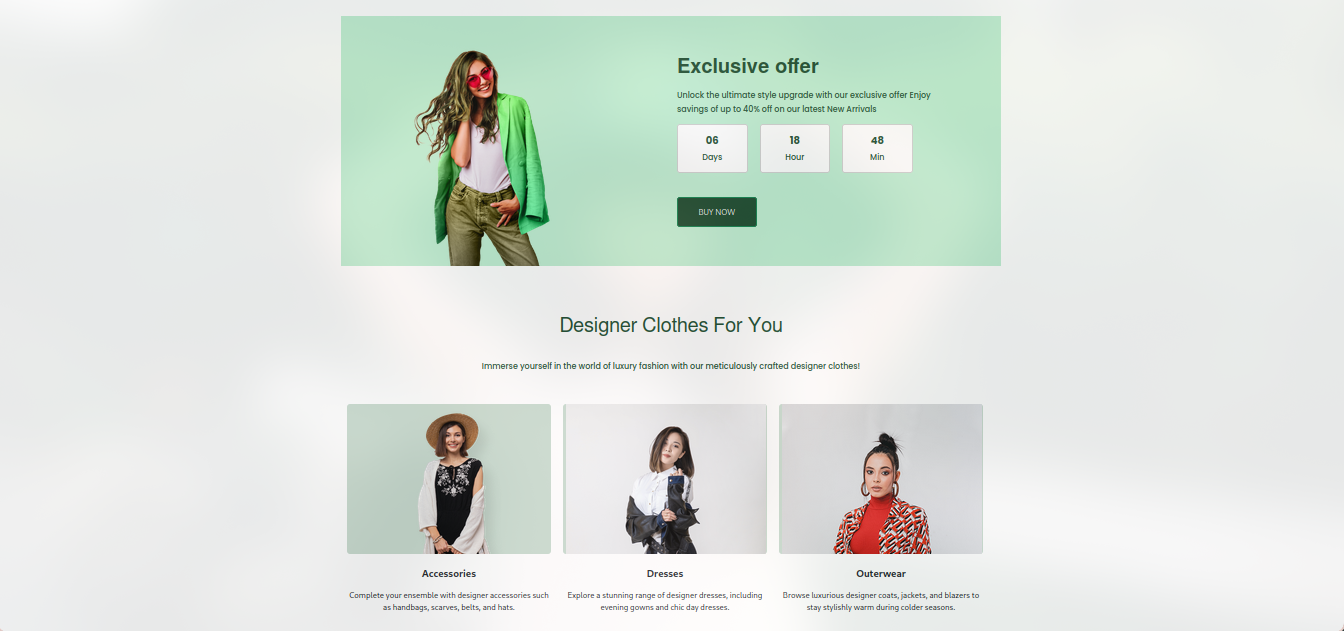 Exclusive offer
Unlock the ultimate style upgrade with our exclusive offer Enjoy
savings of up to 40% off on our latest New Arrivals
06
Days
18
Hour
48
Min
BUY NOW
Designer Clothes For You
Immerse yourself in the world of luxury fashion with our meticulously crafted designer clothes!
Accessories
Complete your ensemble with designer accessories such
as handbags, scarves, belts, and hats.
Dresses
Explore a stunning range of designer dresses, including
evening gowns and chic day dresses.
Outerwear
Browse luxurious designer coats, jackets, and blazers to
stay stylishly warm during colder seasons.